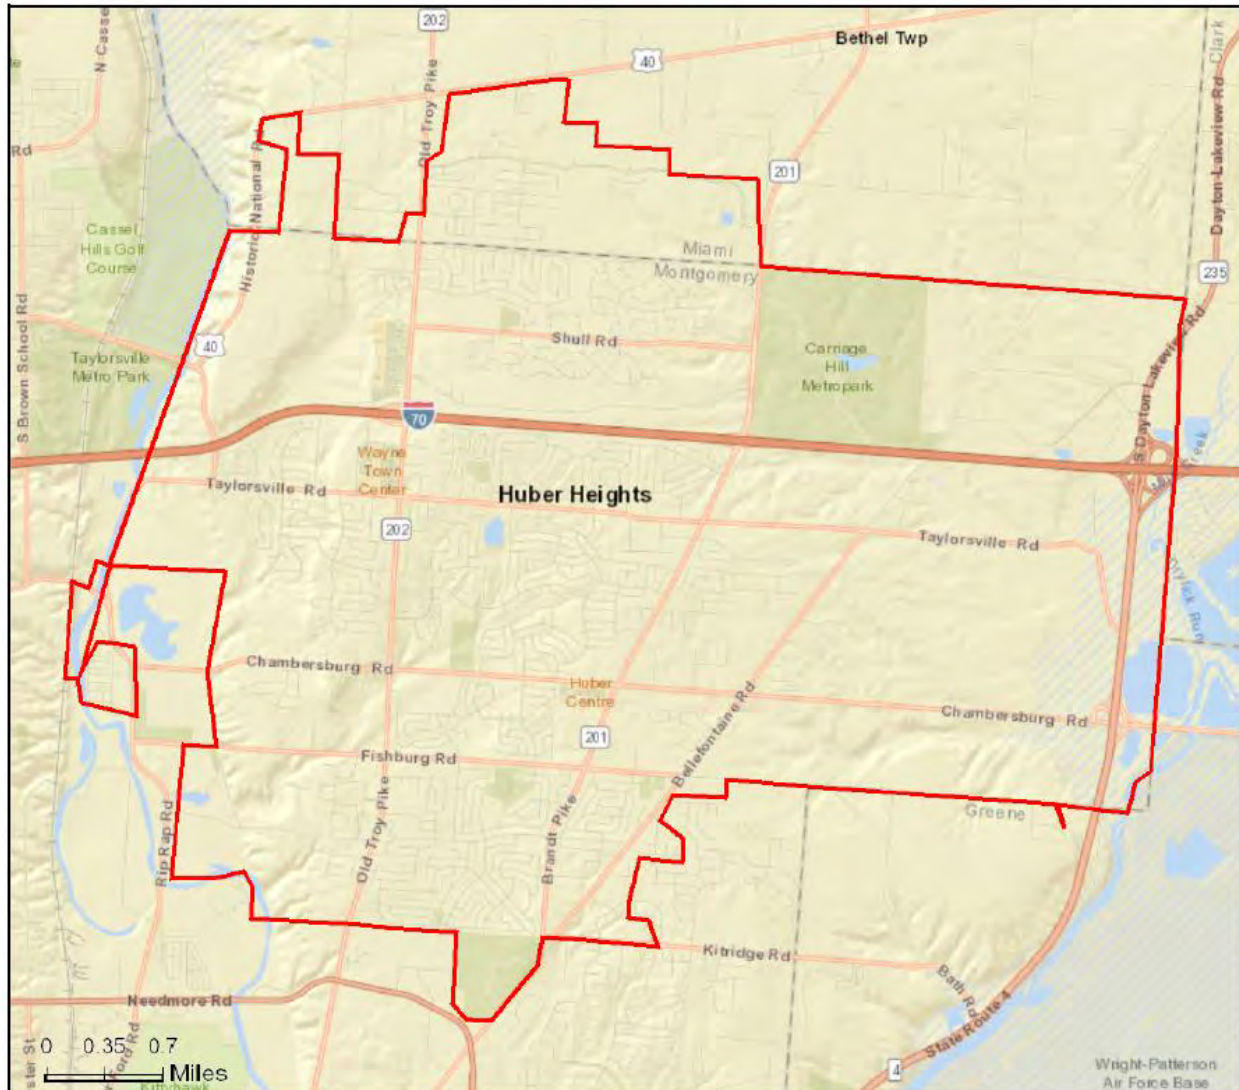 202
Bethel Twp
40
N Casse
Clark
Dayton-Lakeview Rd
Rd
Old Troy Pike
201
Historic National Rd
Cassel
Hills Golf
Course
Miami
Montgomery
235
S Brown School Rd
40
Shull Rd
Carriage
Hill
Metropark
Taylorsville
Metro Park
S Dayton-Lakeview Rd
70
Wayne
Town
Center
Taylorsville Rd
Huber Heights
202
Taylorsville Rd
Chambersburg Rd
Huber
Centre
Bellefontaine Rd
Chambersburg Rd
201
Fishburg Rd
Rip Rap Rd
Old Troy Pike
Brandt Pike
Greene
Kitridge Rd
Bath Rd
Needmore Rd
State Route 4
4
0 0.35 0.7
Miles
Wright-Patterson
Air Force Base